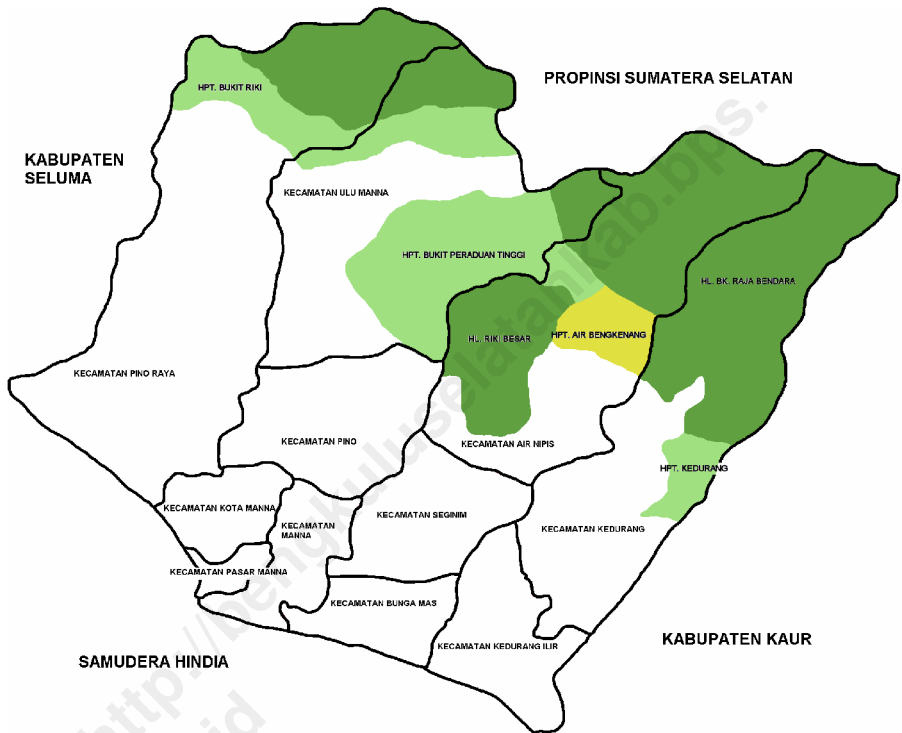 PROPINSI SUMATERA SELATAN
HPT. BUKIT RIKI
KABUPATEN
SELUMA
KECAMATAN ULU MANNA
HPT. BUKIT PERADUAN TINGGI
HL. BK. RAJA BENDARA
HL. RIKI BESAR
HPT. AIR BENGKENANG
KECAMATAN PINO RAYA
KECAMATAN PINO
KECAMATAN AIR NIPIS
HPT. KEDURANG
KECAMATAN KOTA MANNA
KECAMATAN SEGINIM
KECAMATAN
MANNA
KECAMATAN KEDURANG
KECAMATAN PASAR MANNA
KECAMATAN BUNGA MAS
KABUPATEN KAUR
KECAMATAN KEDURANG ILIR
SAMUDERA HINDIA
http://bengkuluselatankab.bps.
id